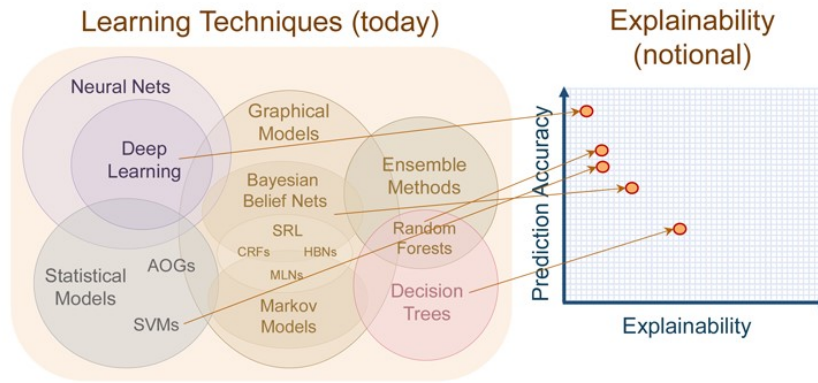 Learning Techniques (today)
Explainability
(notional)
Neural Nets
Graphical
Models
Deep
Learning
Ensemble
Methods
Bayesian
Belief Nets
SRL
Random
Forests
CRFs
HBNs
AOGs
MLNs
Statistical
Models
Decision
Trees
Markov
Models
SVMs
Prediction Accuracy
Explainability